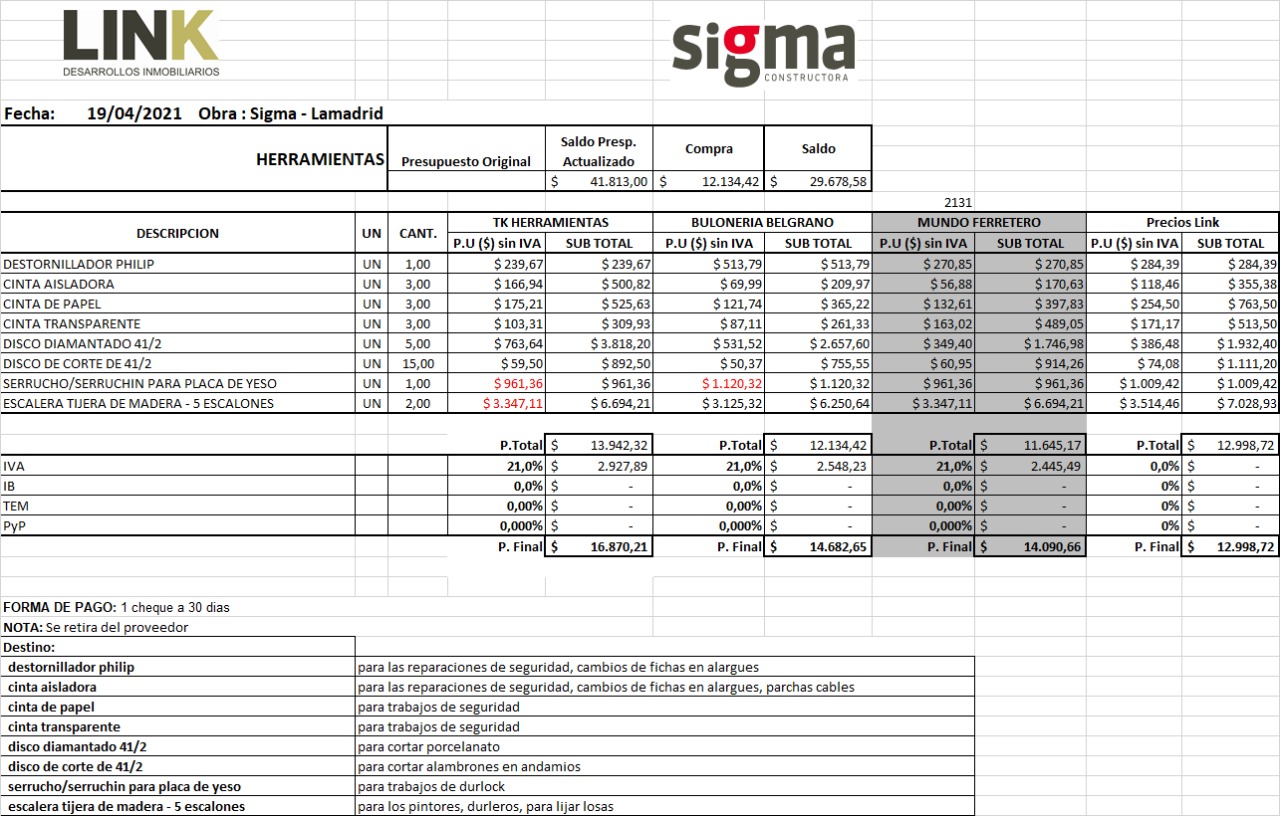 LINK
DESARROLLOS INMOBILIARIOS
sigma
CONSTRUCTORA
Fecha: 19/04/2021 Obra : Sigma - Lamadrid
HERRAMIENTAS Presupuesto Original Saldo Presp. Actualizado Compra Saldo
$ 41.813,00 $ 12.134,42 $ 29.678,58
2131
DESCRIPCION UN CANT. TK HERRAMIENTAS BULONERIA BELGRANO MUNDO FERRETERO Precios Link
P.U ($) sin IVA SUB TOTAL P.U ($) sin IVA SUB TOTAL P.U ($) sin IVA SUB TOTAL P.U ($) sin IVA SUB TOTAL
DESTORNILLADOR PHILIP UN 1,00 $ 239,67 $ 239,67 $ 513,79 $ 513,79 $ 270,85 $ 270,85 $ 284,39 $ 284,39
CINTA AISLADORA UN 3,00 $ 166,94 $ 500,82 $ 69,99 $ 209,97 $ 56,88 $ 170,63 $ 118,46 $ 355,38
CINTA DE PAPEL UN 3,00 $ 175,21 $ 525,63 $ 121,74 $ 365,22 $ 132,61 $ 397,83 $ 254,50 $ 763,50
CINTA TRANSPARENTE UN 3,00 $ 103,31 $ 309,93 $ 87,11 $ 261,33 $ 163,02 $ 489,05 $ 171,17 $ 513,50
DISCO DIAMANTADO 41/2 UN 5,00 $ 763,64 $ 3.818,20 $ 531,52 $ 2.657,60 $ 349,40 $ 1.746,98 $ 386,48 $ 1.932,40
DISCO DE CORTE DE 41/2 UN 15,00 $ 59,50 $ 892,50 $ 50,37 $ 755,55 $ 60,95 $ 914,26 $ 74,08 $ 1.111,20
SERRUCHO/SERRUCHIN PARA PLACA DE YESO UN 1,00 $ 961,36 $ 961,36 $ 1.120,32 $ 1.120,32 $ 961,36 $ 961,36 $ 1.009,42 $ 1.009,42
ESCALERA TIJERA DE MADERA - 5 ESCALONES UN 2,00 $ 3.347,11 $ 6.694,21 $ 3.125,32 $ 6.250,64 $ 3.347,11 $ 6.694,21 $ 3.514,46 $ 7.028,93
P.Total $ 13.942,32 P.Total $ 12.134,42 P.Total $ 11.645,17 P.Total $ 12.998,72
IVA 21,0% $ 2.927,89 21,0% $ 2.548,23 21,0% $ 2.445,49 0,0% $ -
IB 0,0% $ - 0,0% $ - 0,0% $ - 0% $ -
TEM 0,00% $ - 0,00% $ - 0,00% $ - 0% $ -
PyP 0,000% $ - 0,000% $ - 0,000% $ - 0% $ -
P. Final $ 16.870,21 P. Final $ 14.682,65 P. Final $ 14.090,66 P. Final $ 12.998,72
FORMA DE PAGO: 1 cheque a 30 dias
NOTA: Se retira del proveedor
Destino:
destornillador philip para las reparaciones de seguridad, cambios de fichas en alargues
cinta aisladora para las reparaciones de seguridad, cambios de fichas en alargues, parchas cables
cinta de papel para trabajos de seguridad
cinta transparente para trabajos de seguridad
disco diamantado 41/2 para cortar porcelanato
disco de corte de 41/2 para cortar alambrones en andamios
serrucho/serruchin para placa de yeso para trabajos de durlock
escalera tijera de madera - 5 escalones para los pintores, durleros, para lijar losas